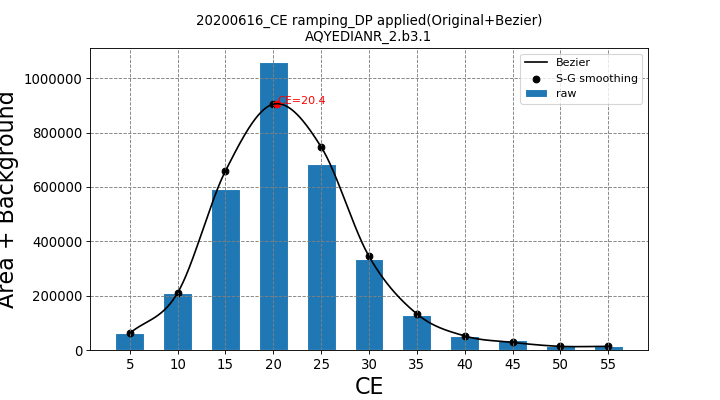 20200616_CE ramping_DP applied(Original+Bezier)
AQYEDIANR_2.b3.1
Bezier
S-G smoothing
raw
CE=20.4
Area + Background
1000000
800000
600000
400000
200000
0
5 10 15 20 25 30 35 40 45 50 55
CE